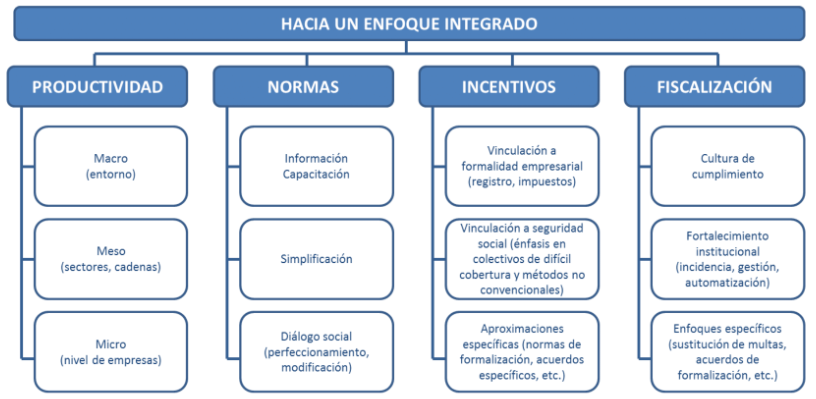 HACIA UN ENFOQUE INTEGRADO
PRODUCTIVIDAD
Macro
(entorno)
Meso
(sectores, cadenas)
Micro
(nivel de empresas)
NORMAS
Información
Capacitación
Simplificación
Diálogo social
(perfeccionamiento,
modificación)
INCENTIVOS
Vinculación a
formalidad empresarial
(registro, impuestos)
Vinculación a seguridad
social (énfasis en
colectivos de difícil
cobertura y métodos no
convencionales)
Aproximaciones
específicas (normas de
formalización, acuerdos
específicos, etc.)
FISCALIZACIÓN
Cultura de
cumplimiento
Fortalecimiento
institucional
(incidencia, gestión,
automatización)
Enfoques específicos
(sustitución de multas,
acuerdos de
formalización, etc.)